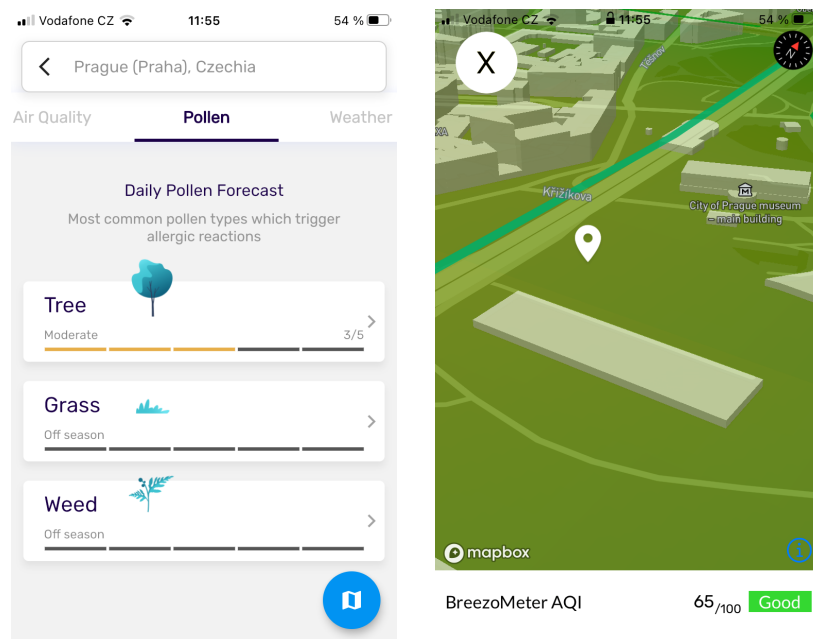 Vodafone CZ 11:55 54 %
Prague (Praha), Czechia
Air Quality Pollen Weather
Daily Pollen Forecast
Most common pollen types which trigger
allergic reactions
Tree
Moderate 3/5
Grass
Off season
Weed
Off season
Vodafone CZ 11:55 54 %
X
N
Těšnov
XA
Křižíkova
City of Prague museum
– main building
mapbox
i
BreezoMeter AQI 65/100 Good